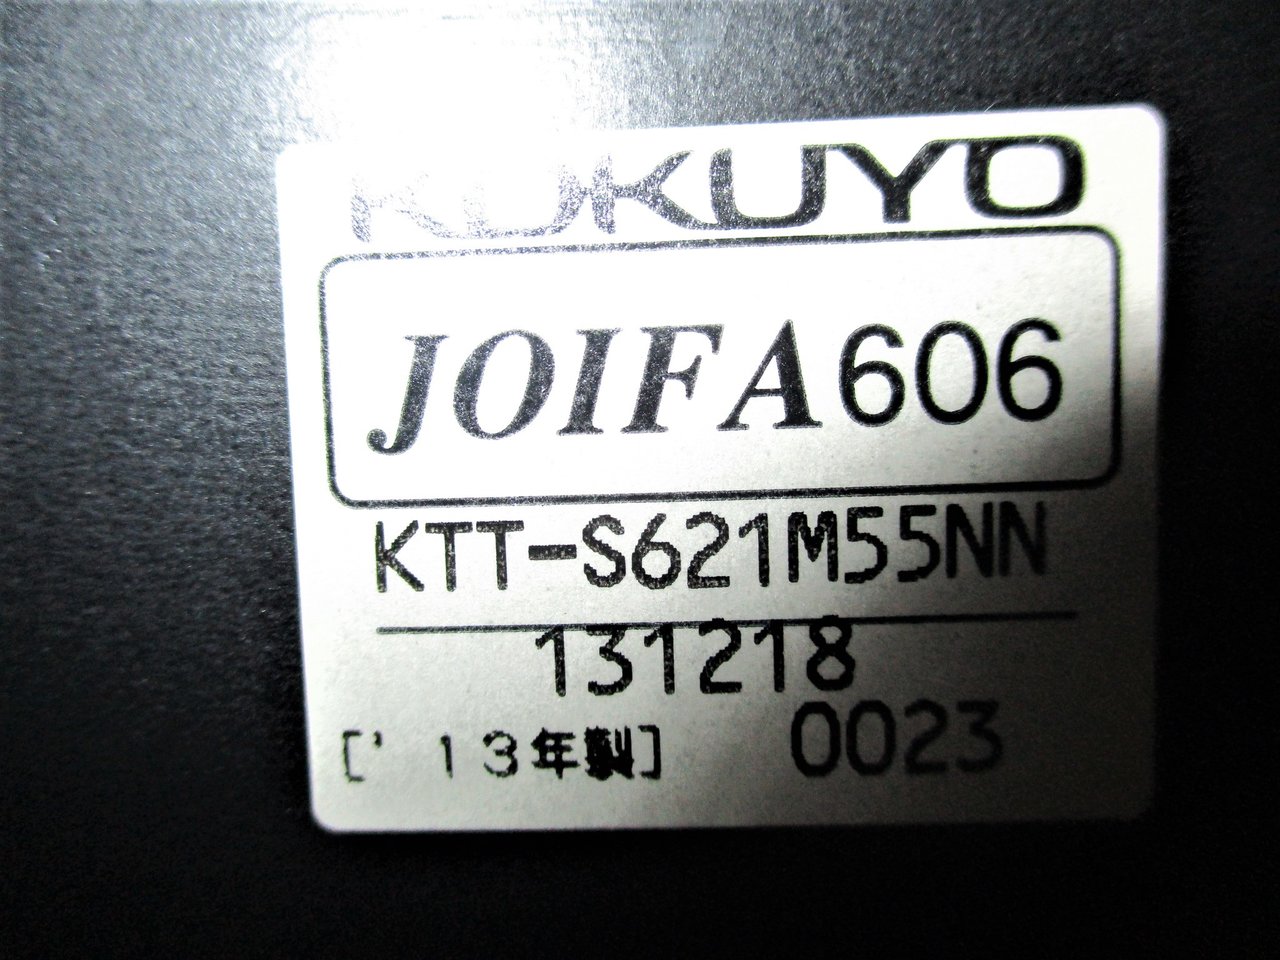 KOKUYO
JOIFA606
KTT-S621M55NN
131218
['13年製] 0023